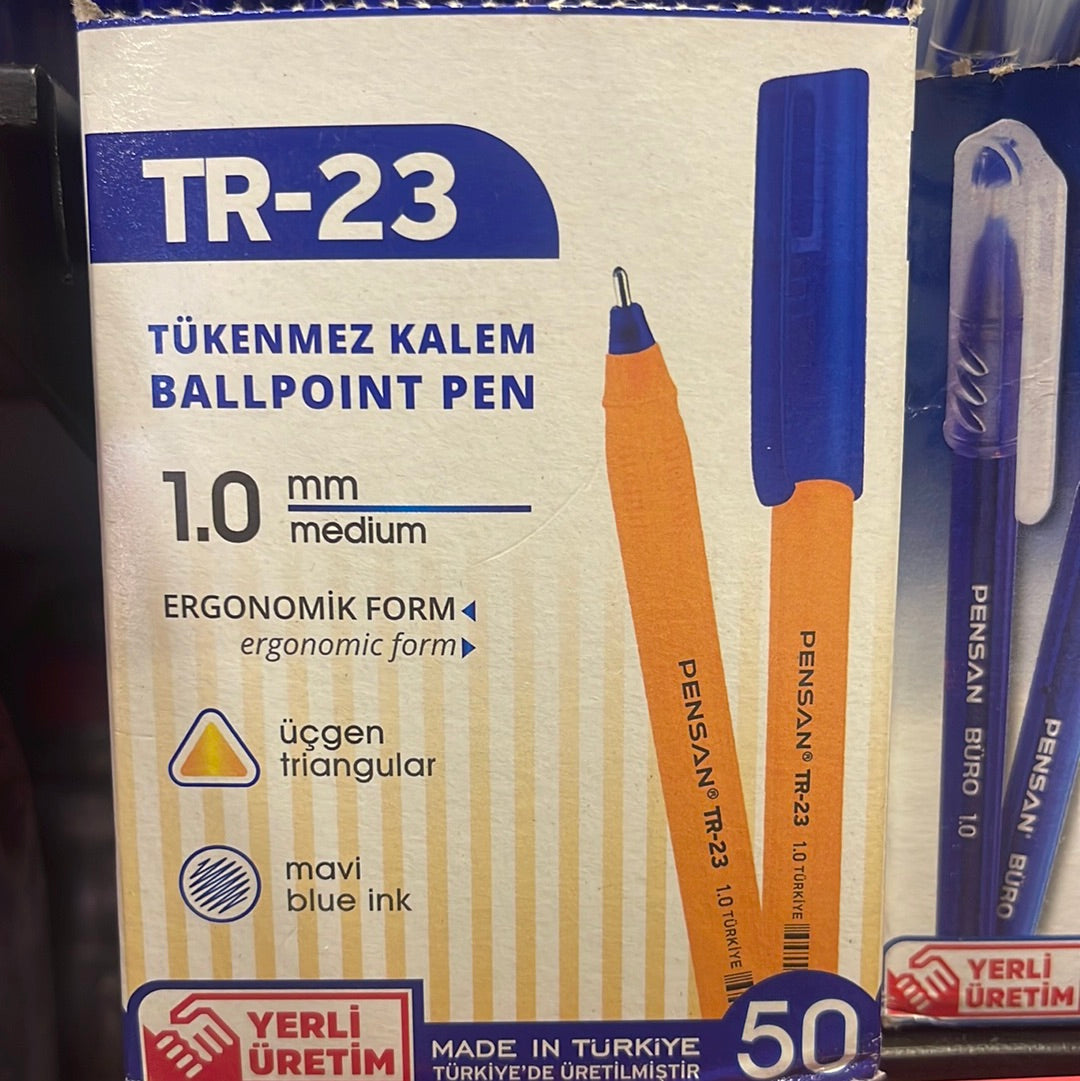 TR-23
TÜKENMEZ KALEM
BALLPOINT PEN
1.0 mm
medium
ERGONOMİK FORM
ergonomic form
üçgen
triangular
mavi
blue ink
PENSAN® TR-23 1.0 TÜRKİYE
PENSAN® TR-23 1.0 TÜRKİYE
YERLİ
ÜRETİM
MADE IN TÜRKİYE
TÜRKİYE'DE ÜRETİLMİŞTİR
50
PENSAN BÜRO 1.0
PENSAN® BÜRO
YERLİ
ÜRETİM